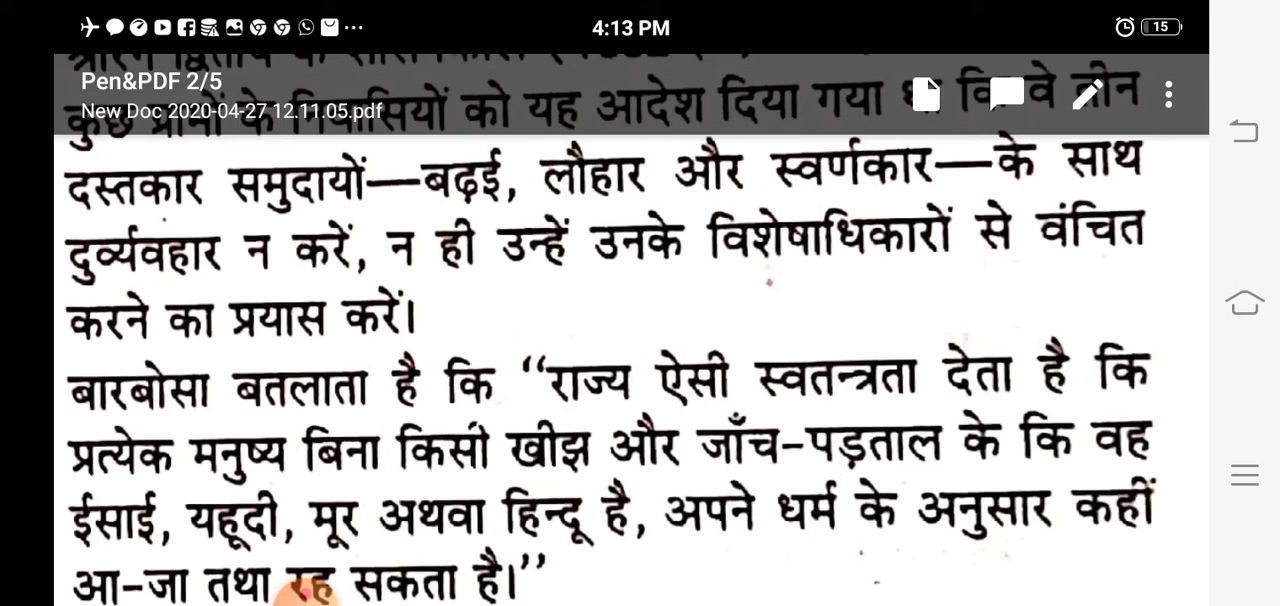 4:13 PM
15
Pen&PDF 2/5
New Doc 2020-04-27 12.11.05.pdf
को यह आदेश दिया गया वे तीन
दस्तकार समुदायों—बढ़ई, लौहार और स्वर्णकार—के साथ
दुर्व्यवहार न करें, न ही उन्हें उनके विशेषाधिकारों से वंचित
करने का प्रयास करें।
बारबोसा बतलाता है कि “राज्य ऐसी स्वतन्त्रता देता है कि
प्रत्येक मनुष्य बिना किसी खीझ और जाँच-पड़ताल के कि वह
ईसाई, यहूदी, मूर अथवा हिन्दू है, अपने धर्म के अनुसार कहीं
आ-जा तथा रह सकता है।”